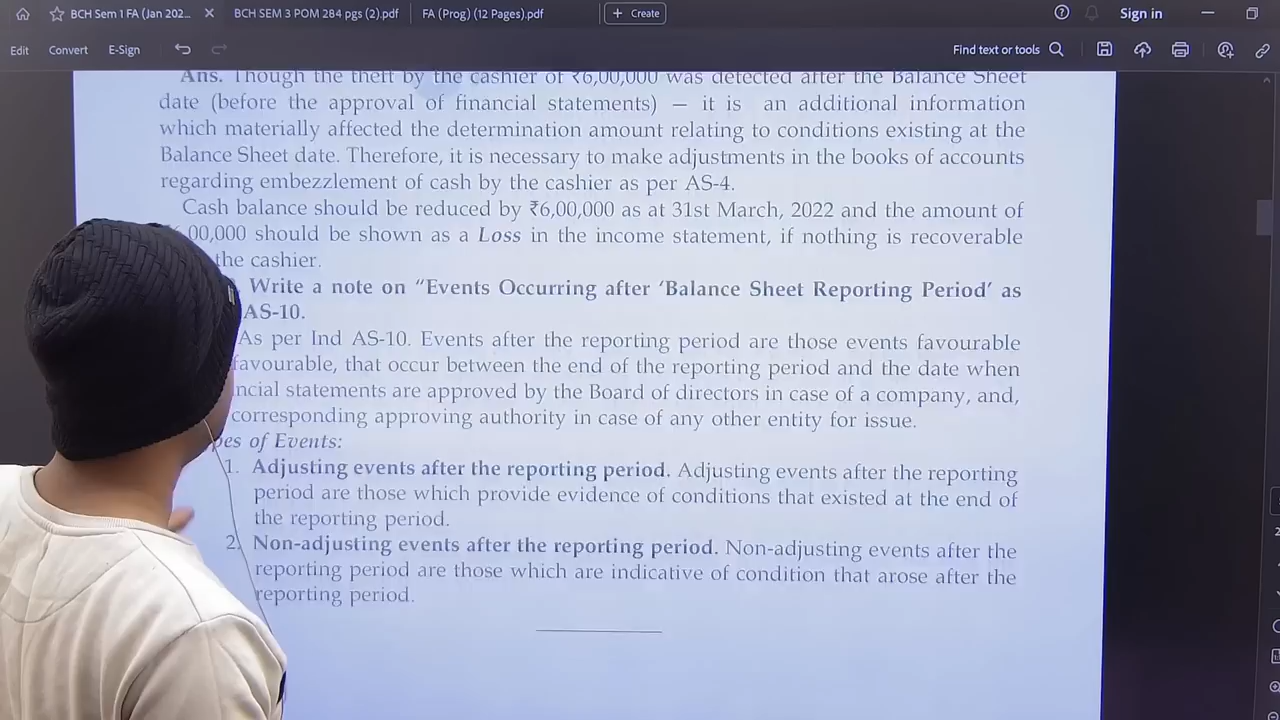 BCH Sem 1 FA (Jan 202... BCH SEM 3 POM 284 pgs (2).pdf FA (Prog) (12 Pages).pdf + Create Sign in
Edit Convert E-Sign Find text or tools
Ans. Though the theft by the cashier of ₹6,00,000 was detected after the Balance Sheet
date (before the approval of financial statements) – it is an additional information
which materially affected the determination amount relating to conditions existing at the
Balance Sheet date. Therefore, it is necessary to make adjustments in the books of accounts
regarding embezzlement of cash by the cashier as per AS-4.
Cash balance should be reduced by ₹6,00,000 as at 31st March, 2022 and the amount of
00,000 should be shown as a Loss in the income statement, if nothing is recoverable
the cashier.
Write a note on "Events Occurring after 'Balance Sheet Reporting Period' as
AS-10.
As per Ind AS-10. Events after the reporting period are those events favourable
favourable, that occur between the end of the reporting period and the date when
ncial statements are approved by the Board of directors in case of a company, and,
corresponding approving authority in case of any other entity for issue.
pes of Events:
1. Adjusting events after the reporting period. Adjusting events after the reporting
period are those which provide evidence of conditions that existed at the end of
the reporting period.
2. Non-adjusting events after the reporting period. Non-adjusting events after the
reporting period are those which are indicative of condition that arose after the
reporting period.